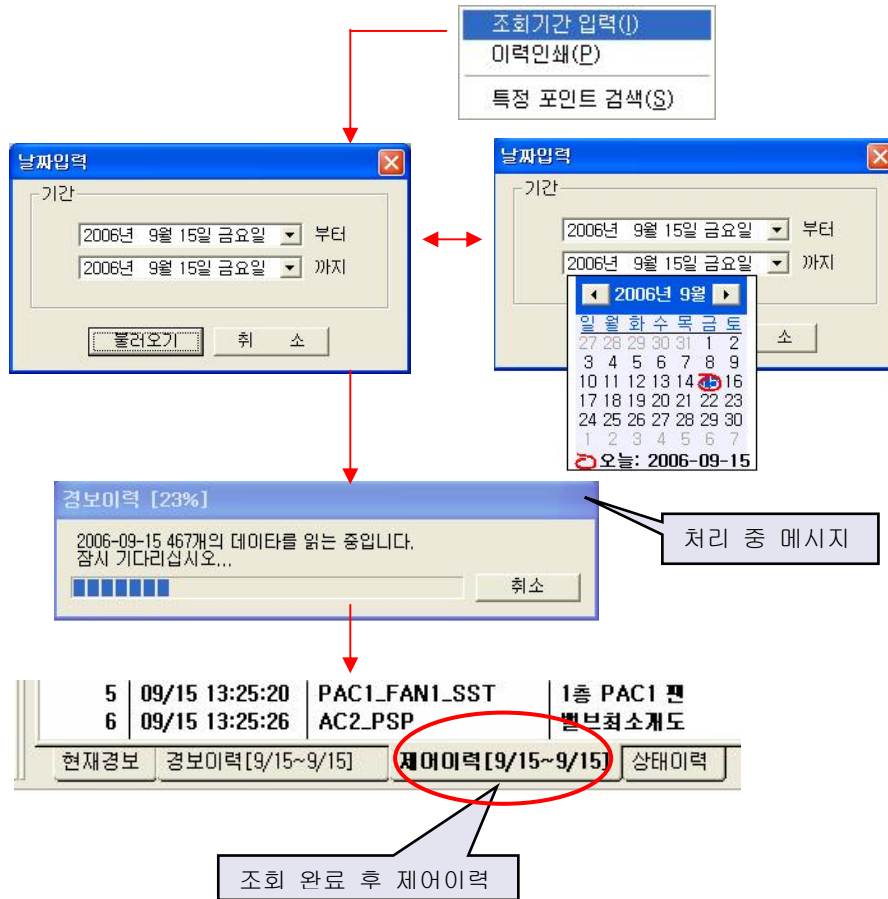 조회기간 입력(I)
이력인쇄(P)
특정 포인트 검색(S)
날짜입력
기간
2006년 9월 15일 금요일 부터
2006년 9월 15일 금요일 까지
불러오기 취 소
날짜입력
기간
2006년 9월 15일 금요일 부터
2006년 9월 15일 금요일 까지
소
2006년 9월
일 월 화 수 목 금 토
27 28 29 30 31 1 2
3 4 5 6 7 8 9
10 11 12 13 14 15 16
17 18 19 20 21 22 23
24 25 26 27 28 29 30
1 2 3 4 5 6 7
오늘: 2006-09-15
경보이력 [23%]
2006-09-15 467개의 데이타를 읽는 중입니다.
잠시 기다리십시오...
취소
처리 중 메시지
5 09/15 13:25:20 PAC1_FAN1_SST 1층 PAC1 팬
6 09/15 13:25:26 AC2_PSP 밸브최소개도
현재경보 경보이력[9/15~9/15] 제어이력[9/15~9/15] 상태이력
조회 완료 후 제어이력